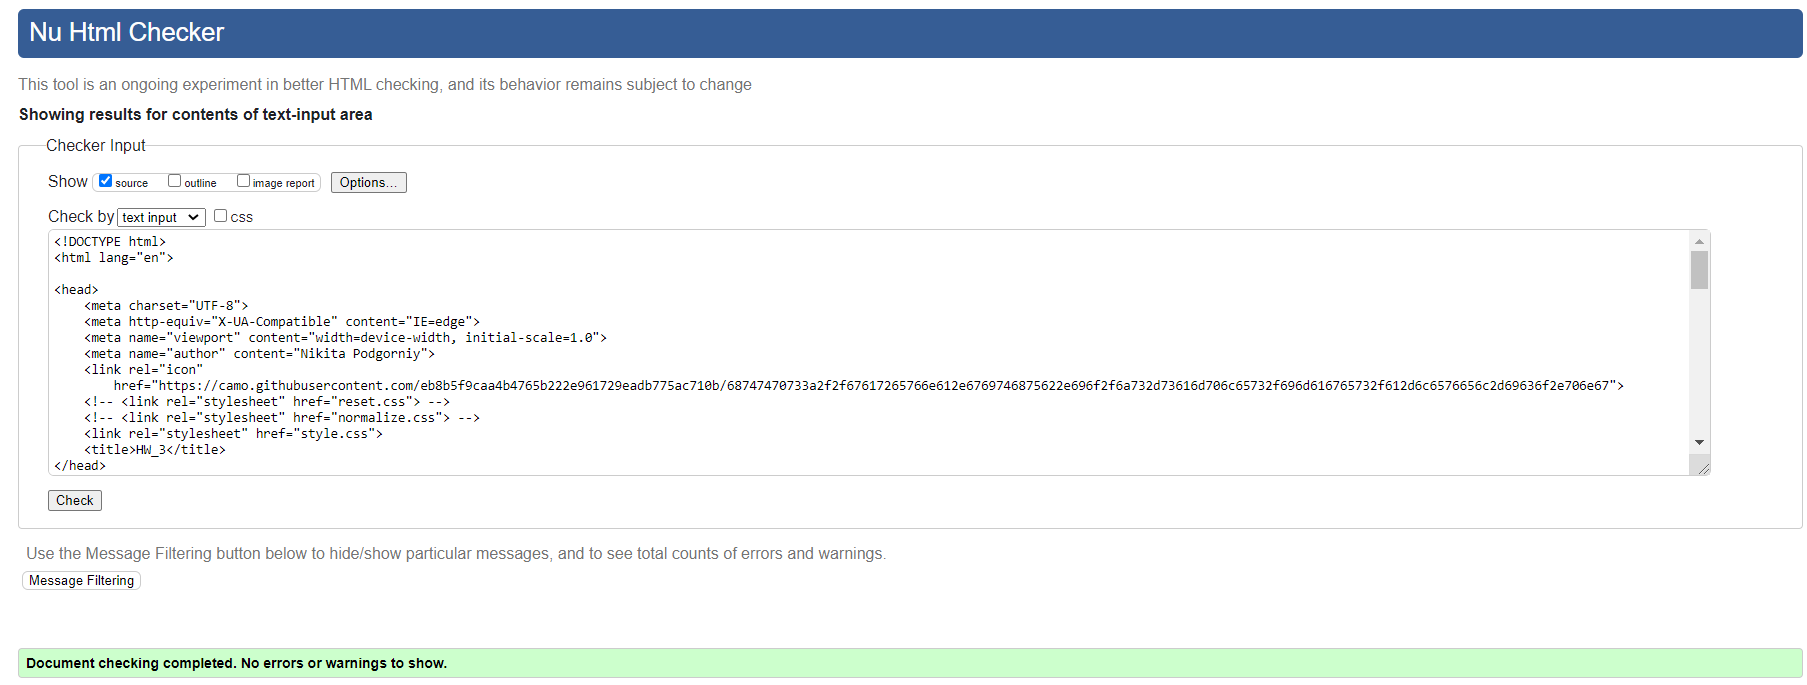 Nu Html Checker
This tool is an ongoing experiment in better HTML checking, and its behavior remains subject to change
Showing results for contents of text-input area
Checker Input
Show source outline image report Options...
Check by text input css
<!DOCTYPE html>
<html lang="en">
<head>
<meta charset="UTF-8">
<meta http-equiv="X-UA-Compatible" content="IE=edge">
<meta name="viewport" content="width=device-width, initial-scale=1.0">
<meta name="author" content="Nikita Podgorniy">
<link rel="icon"
href="https://camo.githubusercontent.com/eb8b5f9caa4b4765b222e961729eadb775ac710b/68747470733a2f2f67617265766e612e6769746875622e696f2f6a732d73616d706c65732f696d616765732f612d6c6576656c2d69636f2e706e67">
<!-- <link rel="stylesheet" href="reset.css"> -->
<!-- <link rel="stylesheet" href="normalize.css"> -->
<link rel="stylesheet" href="style.css">
<title>HW_3</title>
</head>
Check
Use the Message Filtering button below to hide/show particular messages, and to see total counts of errors and warnings.
Message Filtering
Document checking completed. No errors or warnings to show.